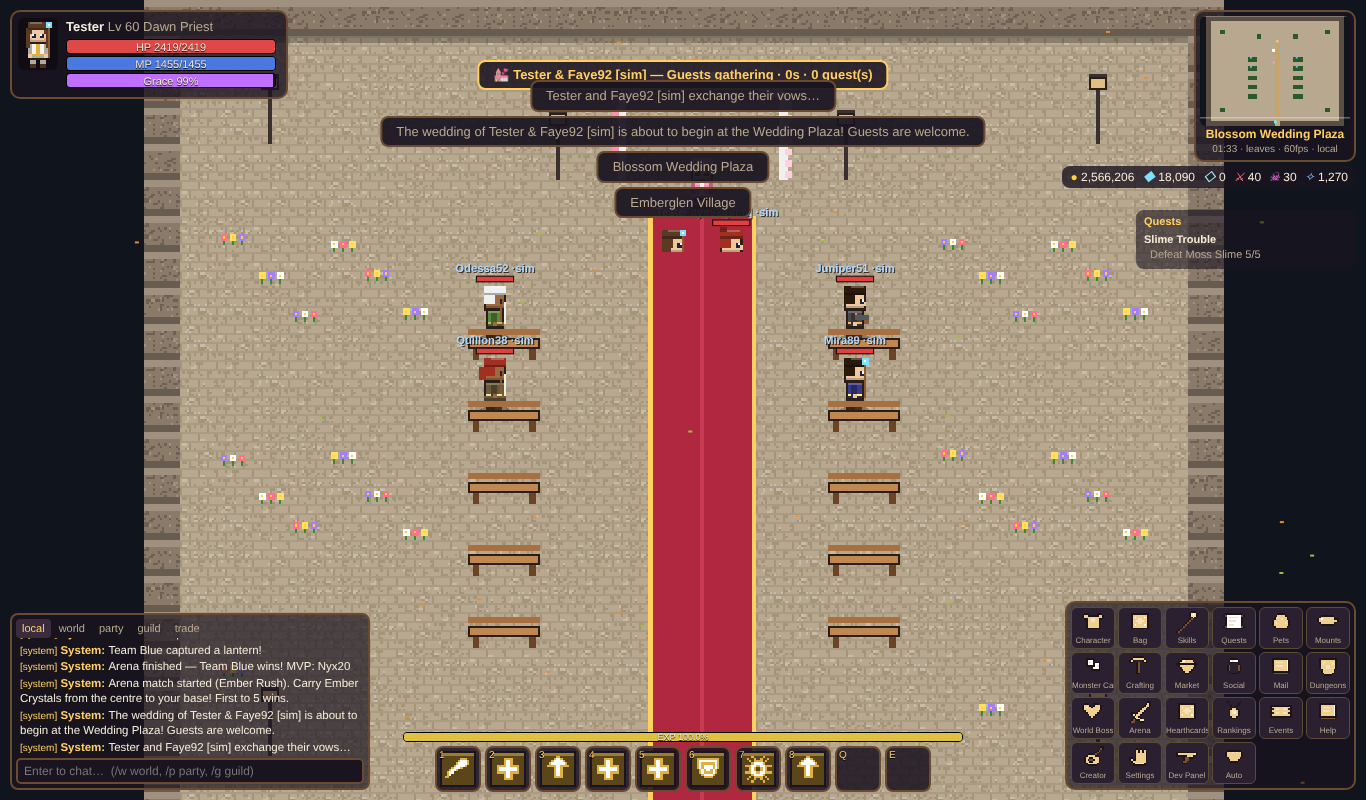 Tester Lv 60 Dawn Priest
HP 2419/2419
MP 1455/1455
Grace 99%
Tester & Faye92 [sim] — Guests gathering · 0s · 0 guest(s)
Tester and Faye92 [sim] exchange their vows…
The wedding of Tester & Faye92 [sim] is about to begin at the Wedding Plaza! Guests are welcome.
Blossom Wedding Plaza
Emberglen Village
Blossom Wedding Plaza
01:33 · leaves · 60fps · local
2,566,206 18,090 0 40 30 1,270
Quests
Slime Trouble
Defeat Moss Slime 5/5
·sim
Odessa52 ·sim
Juniper51 ·sim
Quillon38 ·sim
Mira89 ·sim
local world party guild trade
[system] System: Team Blue captured a lantern!
[system] System: Arena finished — Team Blue wins! MVP: Nyx20
[system] System: Arena match started (Ember Rush). Carry Ember
Crystals from the centre to your base! First to 5 wins.
[system] System: The wedding of Tester & Faye92 [sim] is about to
begin at the Wedding Plaza! Guests are welcome.
[system] System: Tester and Faye92 [sim] exchange their vows…
Enter to chat… (/w world, /p party, /g guild)
EXP 100.0%
1 2 3 4 5 6 7 8 Q E
Character Bag Skills Quests Pets Mounts
Monster Ca Crafting Market Social Mail Dungeons
World Boss Arena Hearthcards Rankings Events Help
Creator Settings Dev Panel Auto